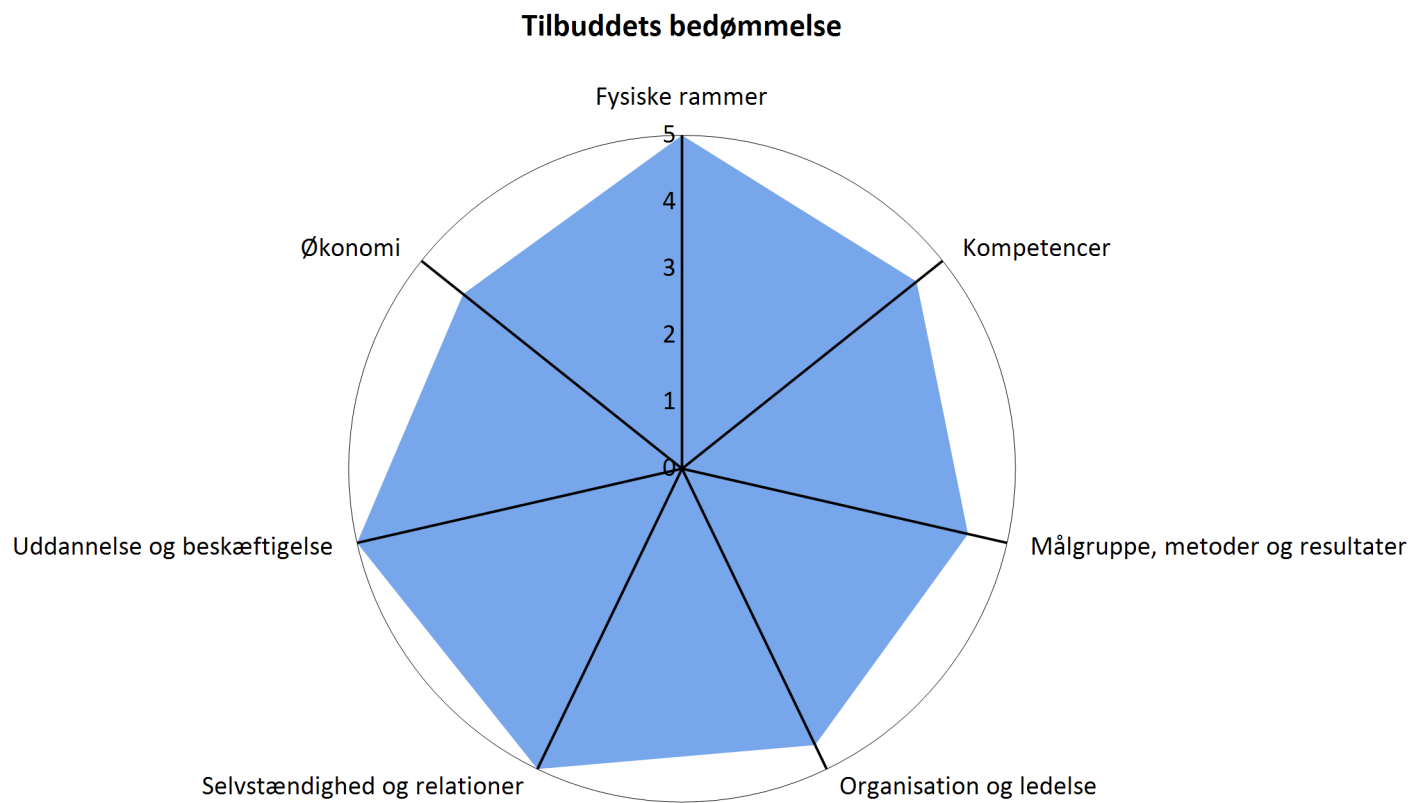 Tilbuddets bedømmelse
Fysiske rammer
5
4
3
2
1
0
Økonomi
Kompetencer
Uddannelse og beskæftigelse
Målgruppe, metoder og resultater
Selvstændighed og relationer
Organisation og ledelse